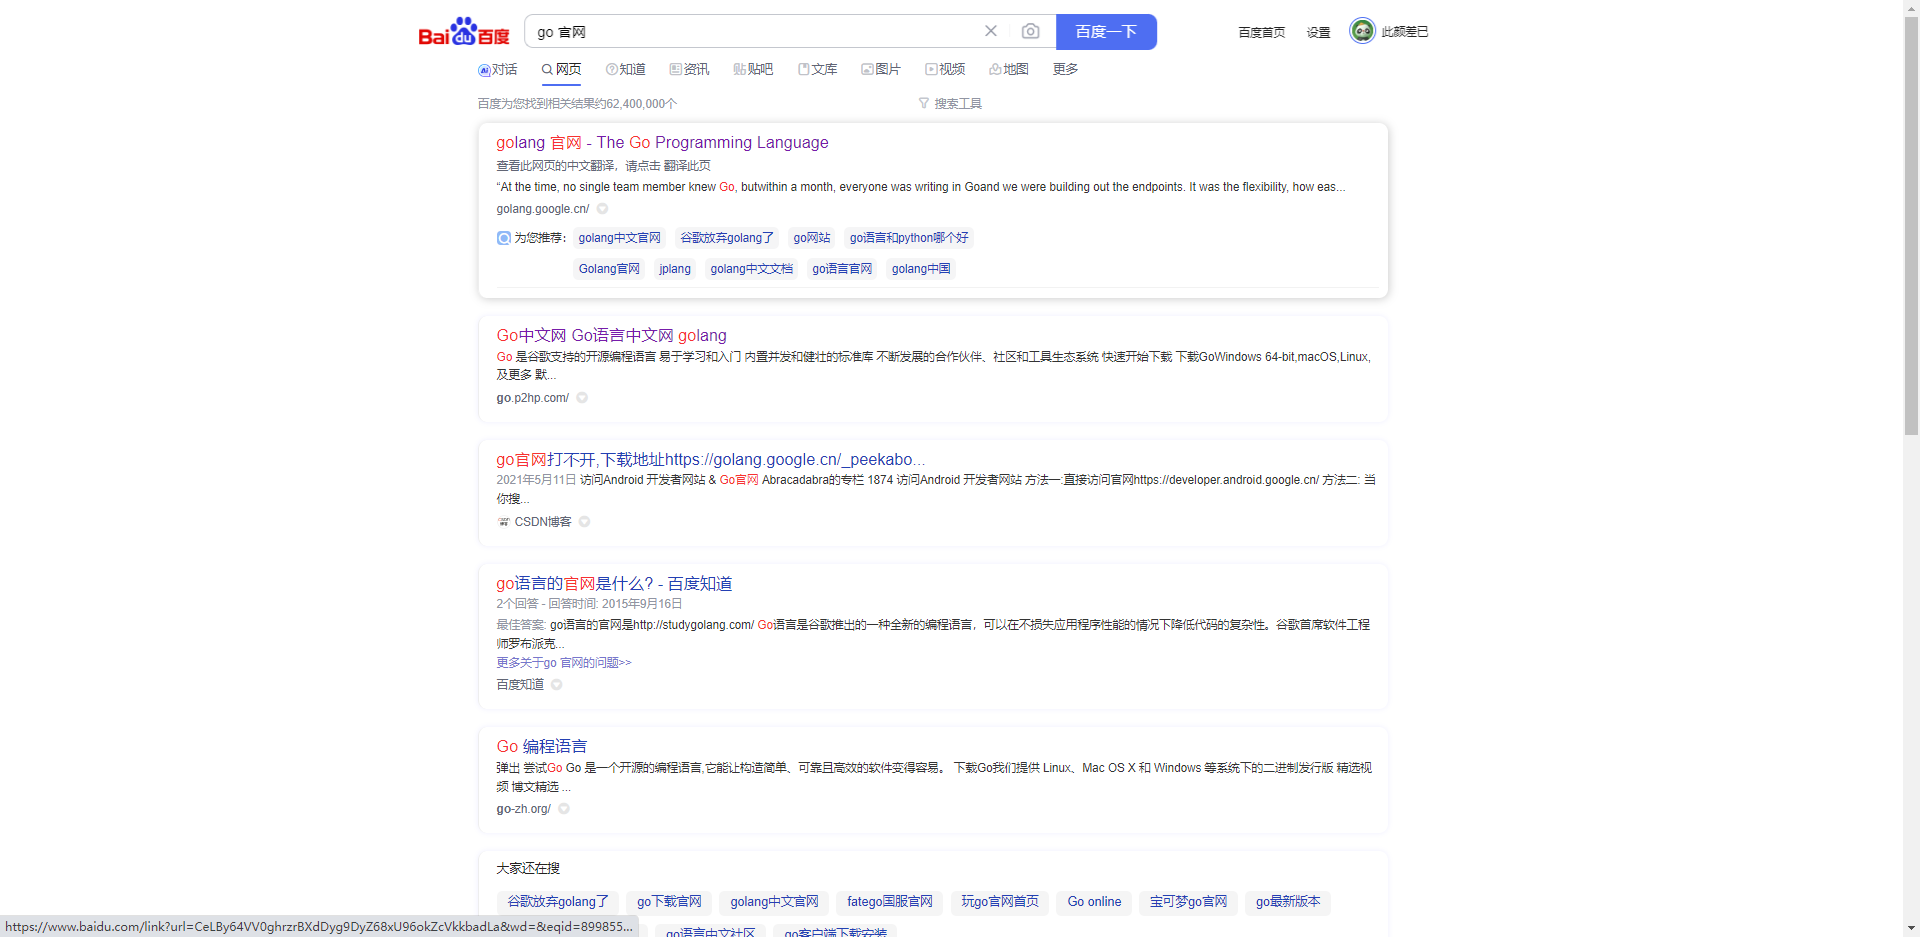 Bai du 百度
go 官网
百度一下
百度首页 设置 此颜差已
对话 网页 知道 资讯 贴吧 文库 图片 视频 地图 更多
百度为您找到相关结果约62,400,000个 搜索工具
golang 官网 - The Go Programming Language
查看此网页的中文翻译，请点击 翻译此页
“At the time, no single team member knew Go, butwithin a month, everyone was writing in Goand we were building out the endpoints. It was the flexibility, how eas...
golang.google.cn/
为您推荐: golang中文官网 谷歌放弃golang了 go网站 go语言和python哪个好
Golang官网 jplang golang中文文档 go语言官网 golang中国
Go中文网 Go语言中文网 golang
Go 是谷歌支持的开源编程语言 易于学习和入门 内置并发和健壮的标准库 不断发展的合作伙伴、社区和工具生态系统 快速开始下载 下载GoWindows 64-bit,macOS,Linux,
及更多 默...
go.p2hp.com/
go官网打不开,下载地址https://golang.google.cn/_peekabo...
2021年5月11日 访问Android 开发者网站 & Go官网 Abracadabra的专栏 1874 访问Android 开发者网站 方法一:直接访问官网https://developer.android.google.cn/ 方法二: 当
你搜...
CSDN博客
go语言的官网是什么? - 百度知道
2个回答 - 回答时间: 2015年9月16日
最佳答案: go语言的官网是http://studygolang.com/ Go语言是谷歌推出的一种全新的编程语言，可以在不损失应用程序性能的情况下降低代码的复杂性。谷歌首席软件工程
师罗布派克...
更多关于go 官网的问题>>
百度知道
Go 编程语言
弹出 尝试Go Go 是一个开源的编程语言,它能让构造简单、可靠且高效的软件变得容易。 下载Go我们提供 Linux、Mac OS X 和 Windows 等系统下的二进制发行版 精选视
频 博文精选 ...
go-zh.org/
大家还在搜
谷歌放弃golang了 go下载官网 golang中文官网 fatego国服官网 玩go官网首页 Go online 宝可梦go官网 go最新版本
go语言中文社区 go客户端下载安装
https://www.baidu.com/link?url=CeLBy64VV0ghrzrBXdDyg9DyZ68xU96okZcVkkbadLa&wd=&eqid=899855...